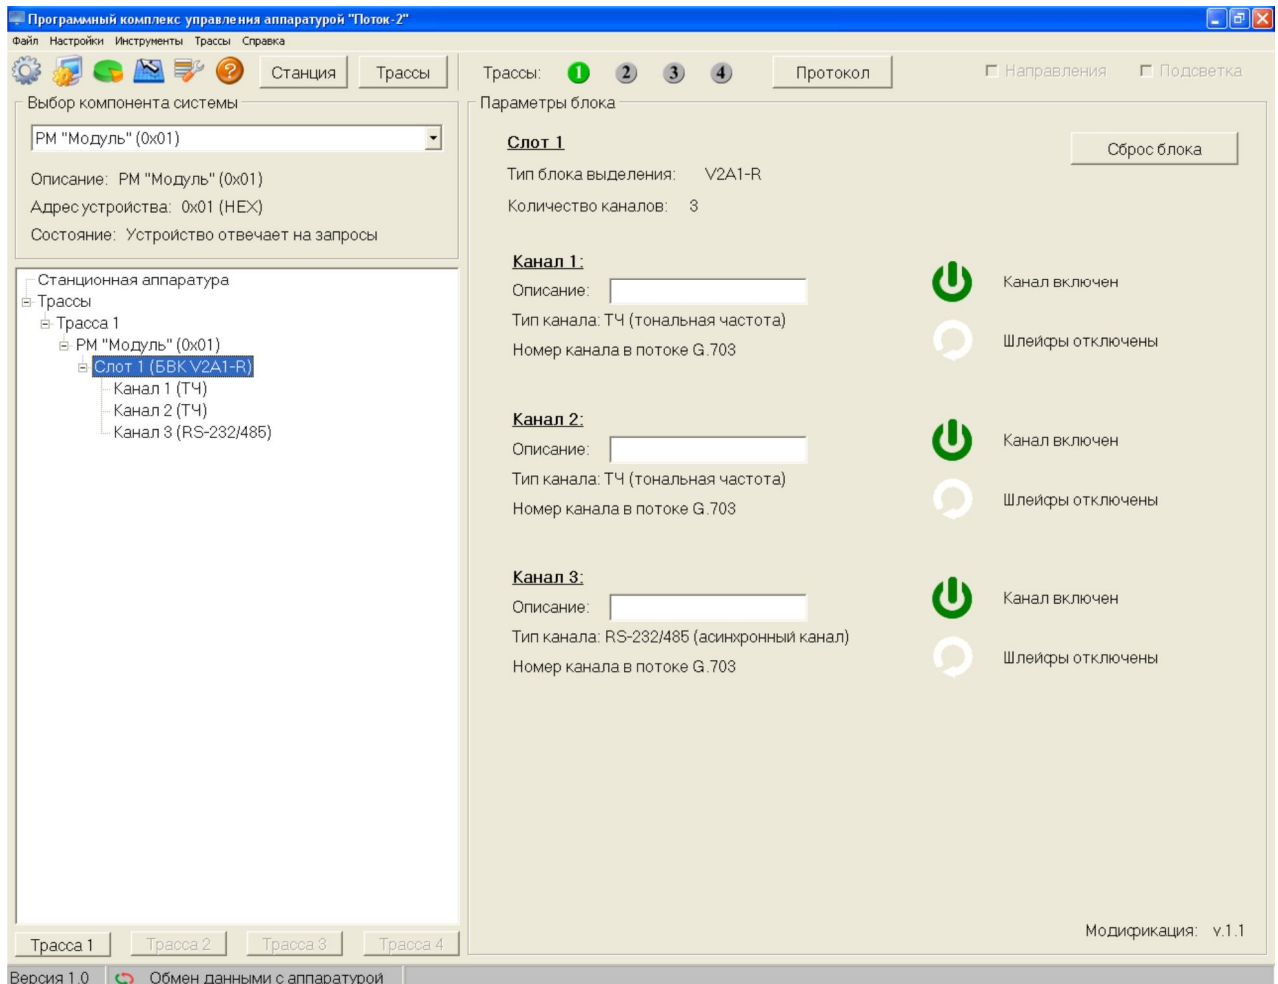 Программный комплекс управления аппаратурой "Поток-2"
Файл Настройки Инструменты Трассы Справка
Станция Трассы Трассы: 1 2 3 4 Протокол Направления Подсветка
Выбор компонента системы
РМ "Модуль" (0x01)
Описание: РМ "Модуль" (0x01)
Адрес устройства: 0x01 (HEX)
Состояние: Устройство отвечает на запросы
Станционная аппаратура
Трассы
Трасса 1
РМ "Модуль" (0x01)
Слот 1 (БВК V2A1-R)
Канал 1 (ТЧ)
Канал 2 (ТЧ)
Канал 3 (RS-232/485)
Трасса 1 Трасса 2 Трасса 3 Трасса 4
Параметры блока
Слот 1
Сброс блока
Тип блока выделения: V2A1-R
Количество каналов: 3
Канал 1:
Канал включен
Описание:
Тип канала: ТЧ (тональная частота)
Шлейфы отключены
Номер канала в потоке G.703
Канал 2:
Канал включен
Описание:
Тип канала: ТЧ (тональная частота)
Шлейфы отключены
Номер канала в потоке G.703
Канал 3:
Канал включен
Описание:
Тип канала: RS-232/485 (асинхронный канал)
Шлейфы отключены
Номер канала в потоке G.703
Модификация: v.1.1
Версия 1.0 Обмен данными с аппаратурой